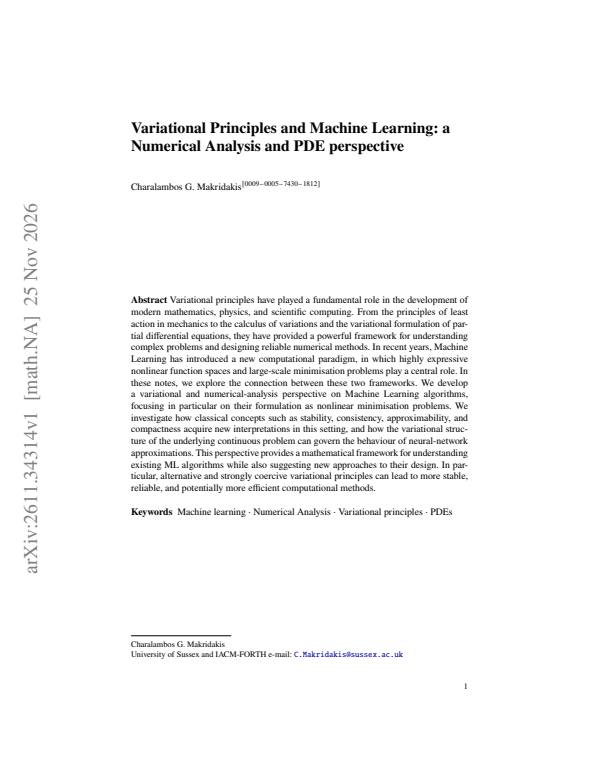 Variational Principles and Machine Learning: a
Numerical Analysis and PDE perspective
Charalambos G. Makridakis[0009−0005−7430−1812]
arXiv:2611.34314v1 [math.NA] 25 Nov 2026
Abstract Variational principles have played a fundamental role in the development of
modern mathematics, physics, and scientific computing. From the principles of least
action in mechanics to the calculus of variations and the variational formulation of par-
tial differential equations, they have provided a powerful framework for understanding
complex problems and designing reliable numerical methods. In recent years, Machine
Learning has introduced a new computational paradigm, in which highly expressive
nonlinear function spaces and large-scale minimisation problems play a central role. In
these notes, we explore the connection between these two frameworks. We develop
a variational and numerical-analysis perspective on Machine Learning algorithms,
focusing in particular on their formulation as nonlinear minimisation problems. We
investigate how classical concepts such as stability, consistency, approximability, and
compactness acquire new interpretations in this setting, and how the variational struc-
ture of the underlying continuous problem can govern the behaviour of neural-network
approximations. This perspective provides a mathematical framework for understanding
existing ML algorithms while also suggesting new approaches to their design. In par-
ticular, alternative and strongly coercive variational principles can lead to more stable,
reliable, and potentially more efficient computational methods.
Keywords Machine learning · Numerical Analysis · Variational principles · PDEs
Charalambos G. Makridakis
University of Sussex and IACM-FORTH e-mail: C.Makridakis@sussex.ac.uk
1